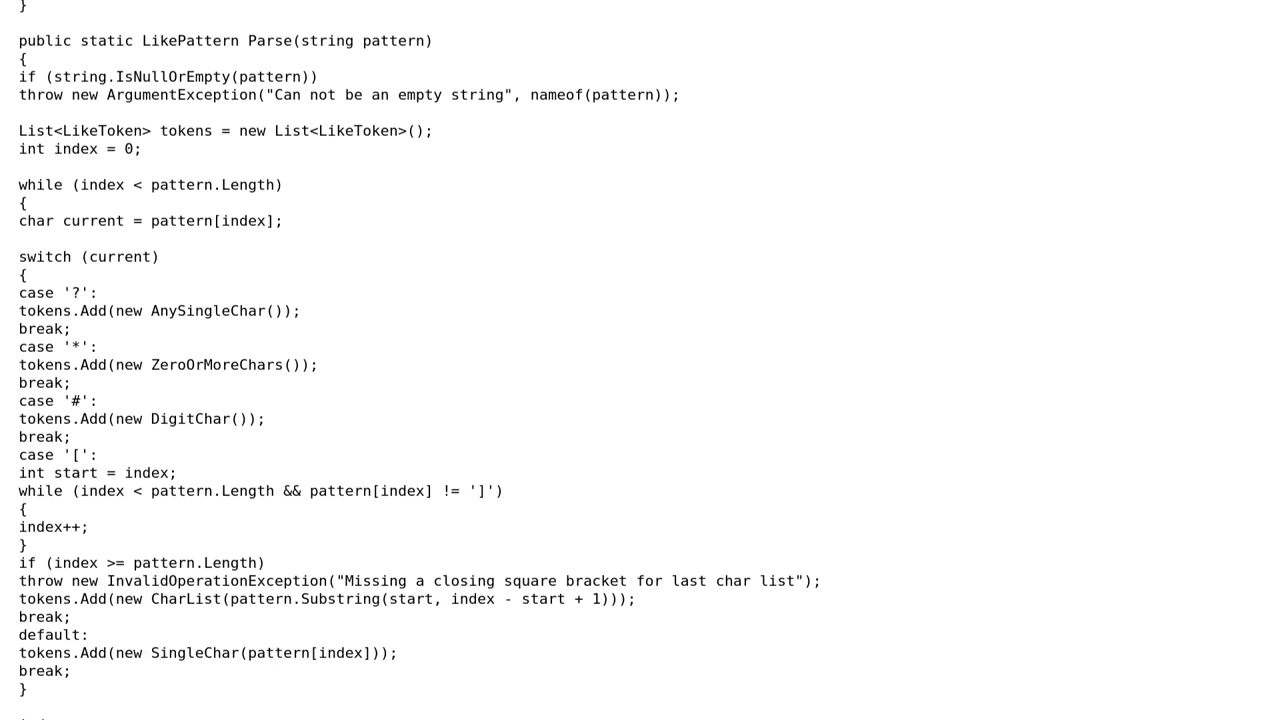 }
public static LikePattern Parse(string pattern)
{
if (string.IsNullOrEmpty(pattern))
throw new ArgumentException("Can not be an empty string", nameof(pattern));
List<LikeToken> tokens = new List<LikeToken>();
int index = 0;
while (index < pattern.Length)
{
char current = pattern[index];
switch (current)
{
case '?':
tokens.Add(new AnySingleChar());
break;
case '*':
tokens.Add(new ZeroOrMoreChars());
break;
case '#':
tokens.Add(new DigitChar());
break;
case '[':
int start = index;
while (index < pattern.Length && pattern[index] != ']')
{
index++;
}
if (index >= pattern.Length)
throw new InvalidOperationException("Missing a closing square bracket for last char list");
tokens.Add(new CharList(pattern.Substring(start, index - start + 1)));
break;
default:
tokens.Add(new SingleChar(pattern[index]));
break;
}